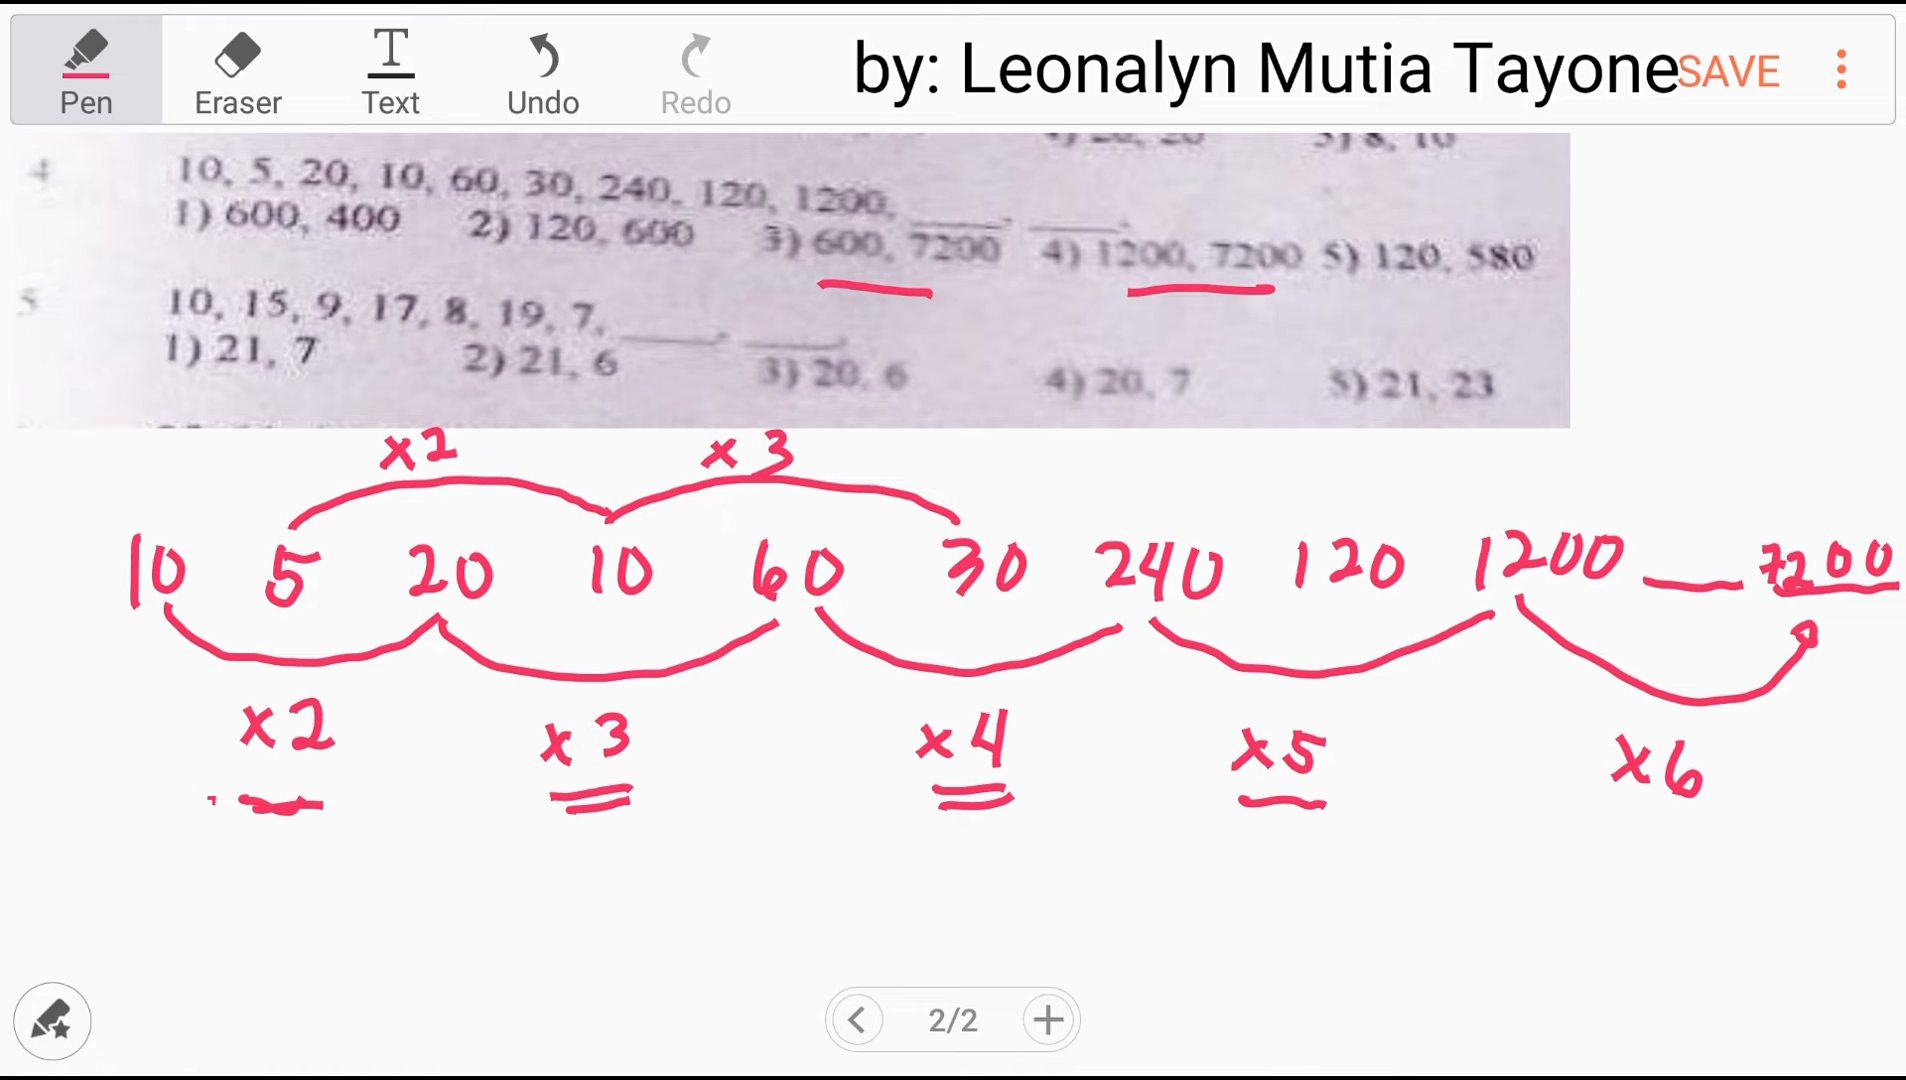 Pen Eraser Text Undo Redo by: Leonalyn Mutia Tayone SAVE
4 10, 5, 20, 10, 60, 30, 240, 120, 1200, ____, ____.
1) 600, 400 2) 120, 600 3) 600, 7200 4) 1200, 7200 5) 120, 580
5 10, 15, 9, 17, 8, 19, 7, ____, ____.
1) 21, 7 2) 21, 6 3) 20, 6 4) 20, 7 5) 21, 23
x2 x3
10 5 20 10 60 30 240 120 1200 ___ 7200
x2 x3 x4 x5 x6
2/2